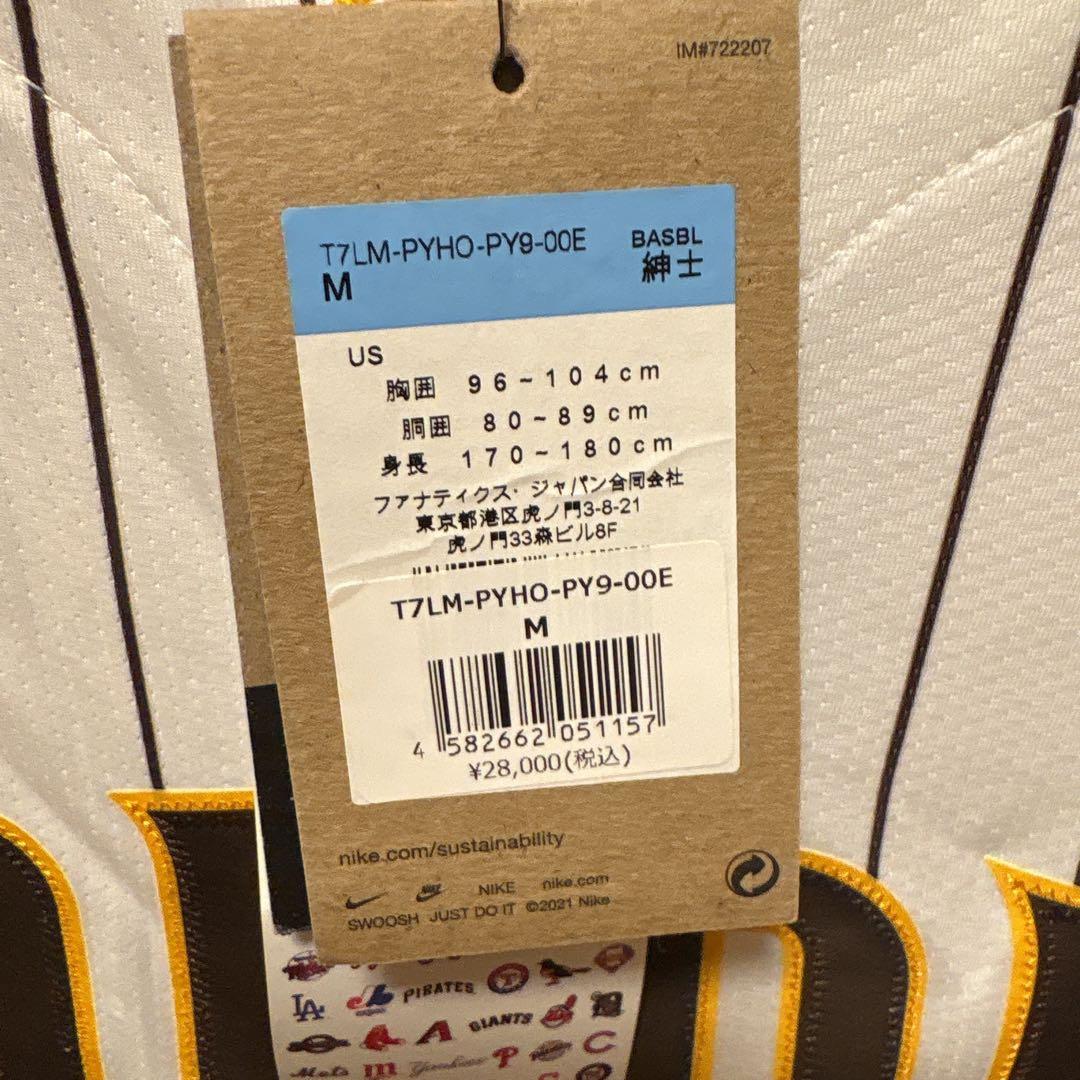 IM#722207
T7LM-PYHO-PY9-00E
BASBL
M
紳士
US
胸囲 96~104cm
胴囲 80~89cm
身長 170~180cm
ファナティクス・ジャパン合同会社
東京都港区虎ノ門3-8-21
虎ノ門33森ビル8F
T7LM-PYHO-PY9-00E
M
4 582662 051157
¥28,000(税込)
nike.com/sustainability
NIKE nike.com
SWOOSH JUST DO IT ©2021 Nike
LA PIRATES
A GIANTS
Mets m Yankees P C